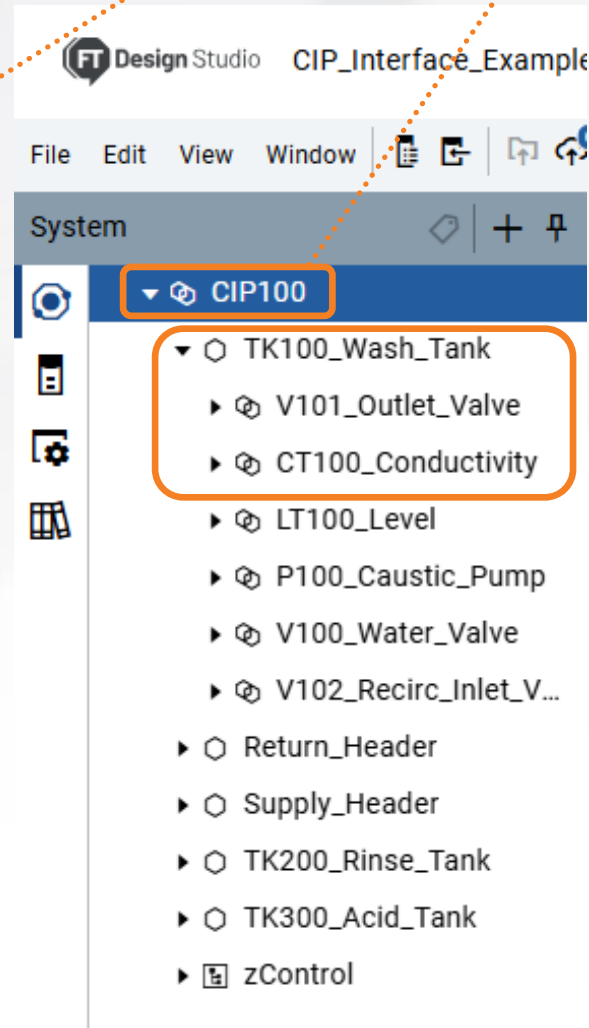 FT Design Studio CIP_Interface_Example
File Edit View Window
System
CIP100
TK100_Wash_Tank
V101_Outlet_Valve
CT100_Conductivity
LT100_Level
P100_Caustic_Pump
V100_Water_Valve
V102_Recirc_Inlet_V...
Return_Header
Supply_Header
TK200_Rinse_Tank
TK300_Acid_Tank
zControl